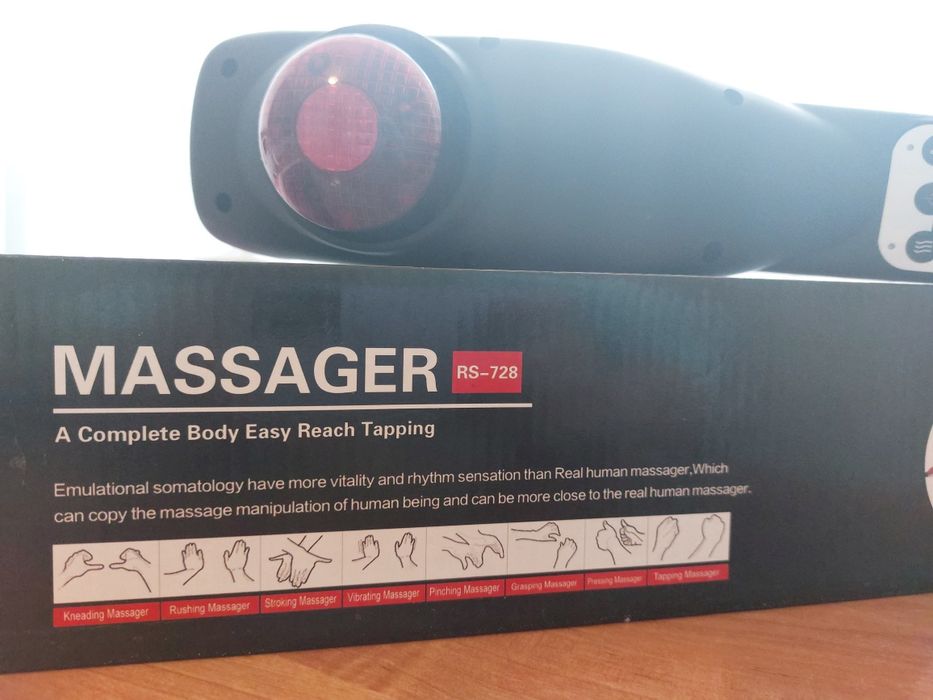 MASSAGER RS-728
A Complete Body Easy Reach Tapping
Emulational somatology have more vitality and rhythm sensation than Real human massager,Which
can copy the massage manipulation of human being and can be more close to the real human massager.
Kneading Massager Rushing Massager Stroking Massager Vibrating Massager Pinching Massager Grasping Massager Pressing Massager Tapping Massager